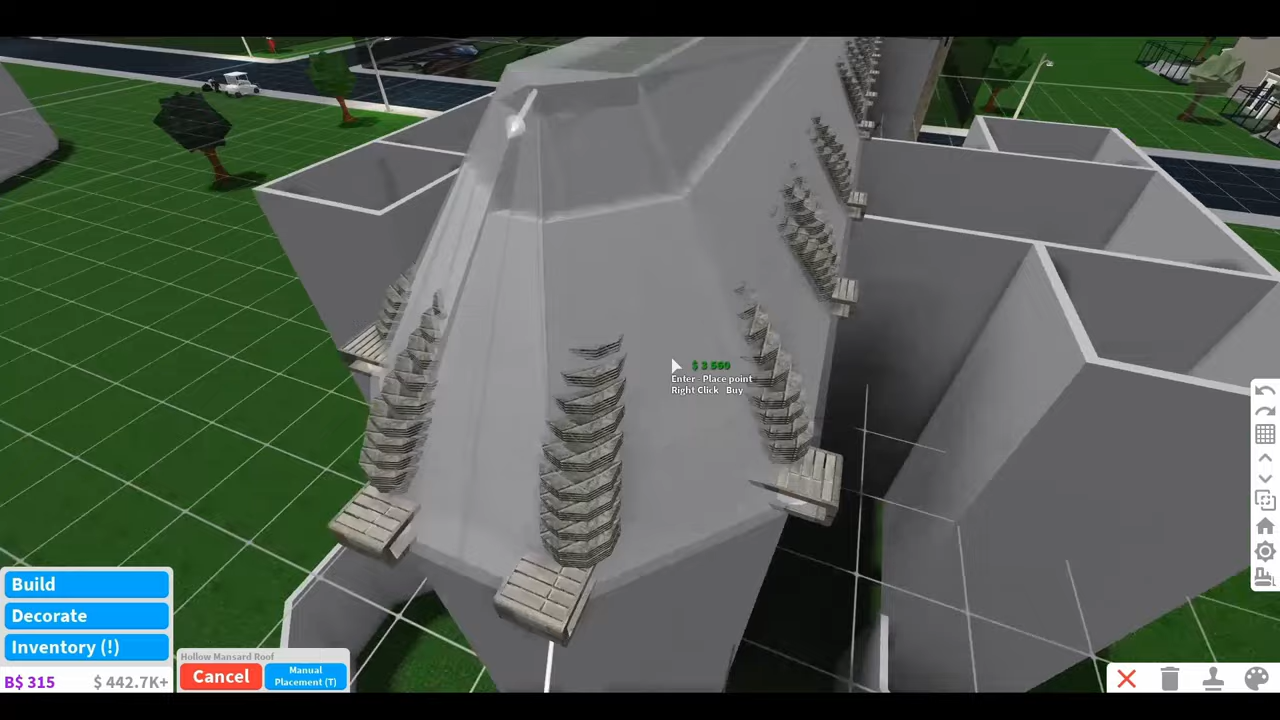 $ 3 560
Enter - Place point
Right Click - Buy
Build
Decorate
Inventory (!)
B$ 315
$ 442.7K+
Hollow Mansard Roof
Cancel
Manual
Placement (T)